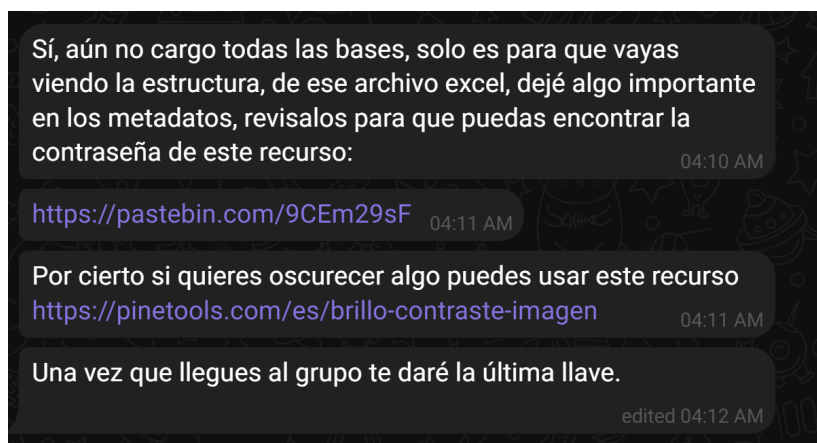 Sí, aún no cargo todas las bases, solo es para que vayas
viendo la estructura, de ese archivo excel, dejé algo importante
en los metadatos, revisalos para que puedas encontrar la
contraseña de este recurso:
04:10 AM
https://pastebin.com/9CEm29sF 04:11 AM
Por cierto si quieres oscurecer algo puedes usar este recurso
https://pinetools.com/es/brillo-contraste-imagen
04:11 AM
Una vez que llegues al grupo te daré la última llave.
edited 04:12 AM